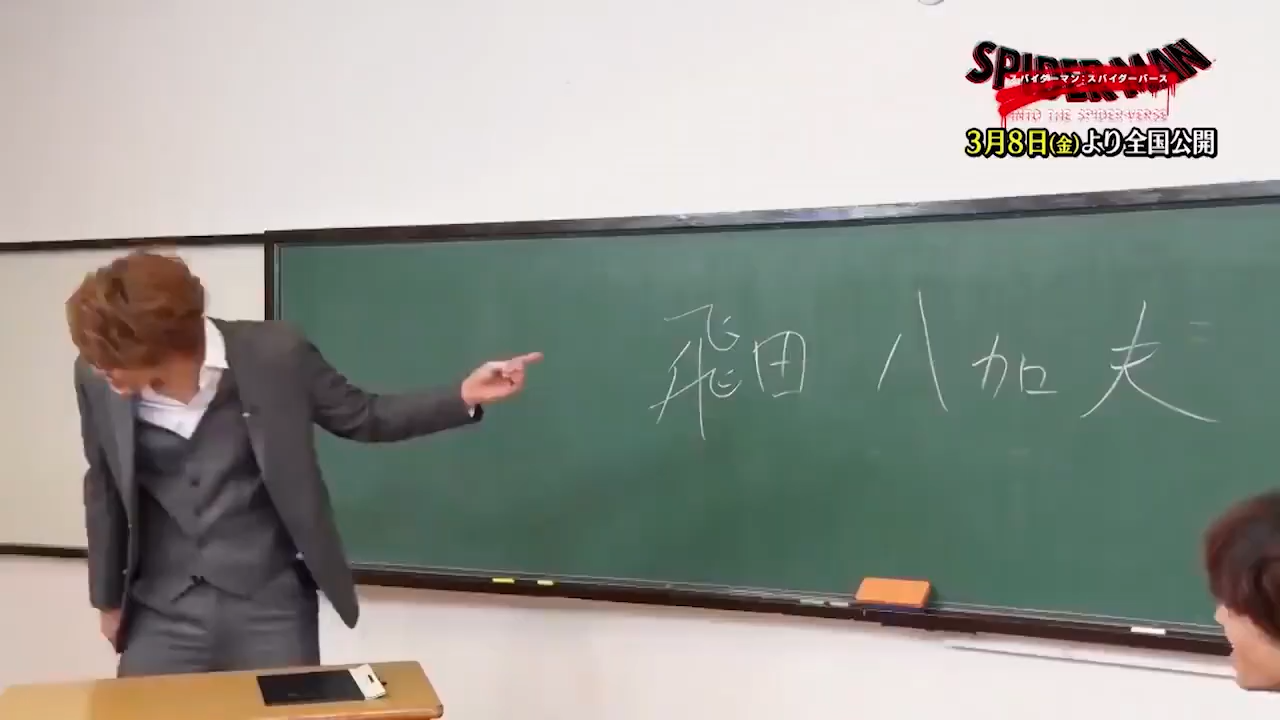 SPIDER-MAN
スパイダーマン:スパイダーバース
INTO THE SPIDER-VERSE
3月8日(金)より全国公開
飛田 八加夫